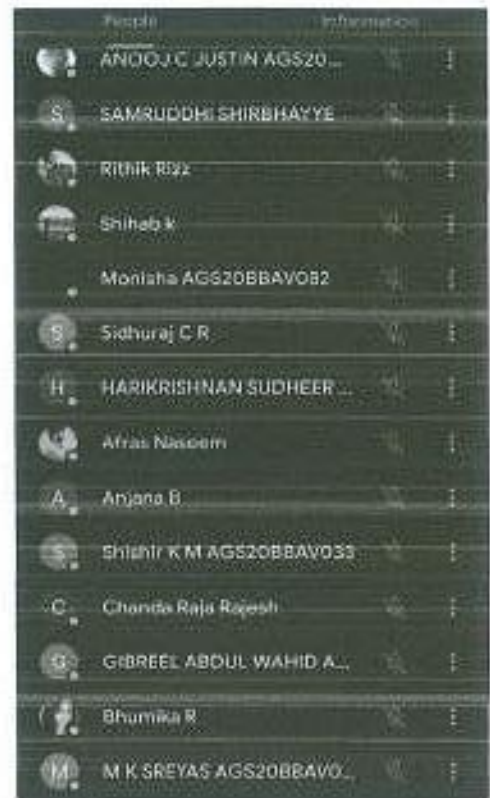 People Information
ANOOJ C JUSTIN AGS20...
S SAMRUDDHI SHIRBHAYYE
Rithik Rizz
Shihab k
Monisha AGS20BBAV082
S Sidhuraj C R
H HARIKRISHNAN SUDHEER ...
Afras Naseem
A Anjana B
S Shishir K M AGS20BBAV033
C Chanda Raja Rajesh
G GIBREEL ABDUL WAHID A...
Bhumika R
M M K SREYAS AGS20BBAV0...